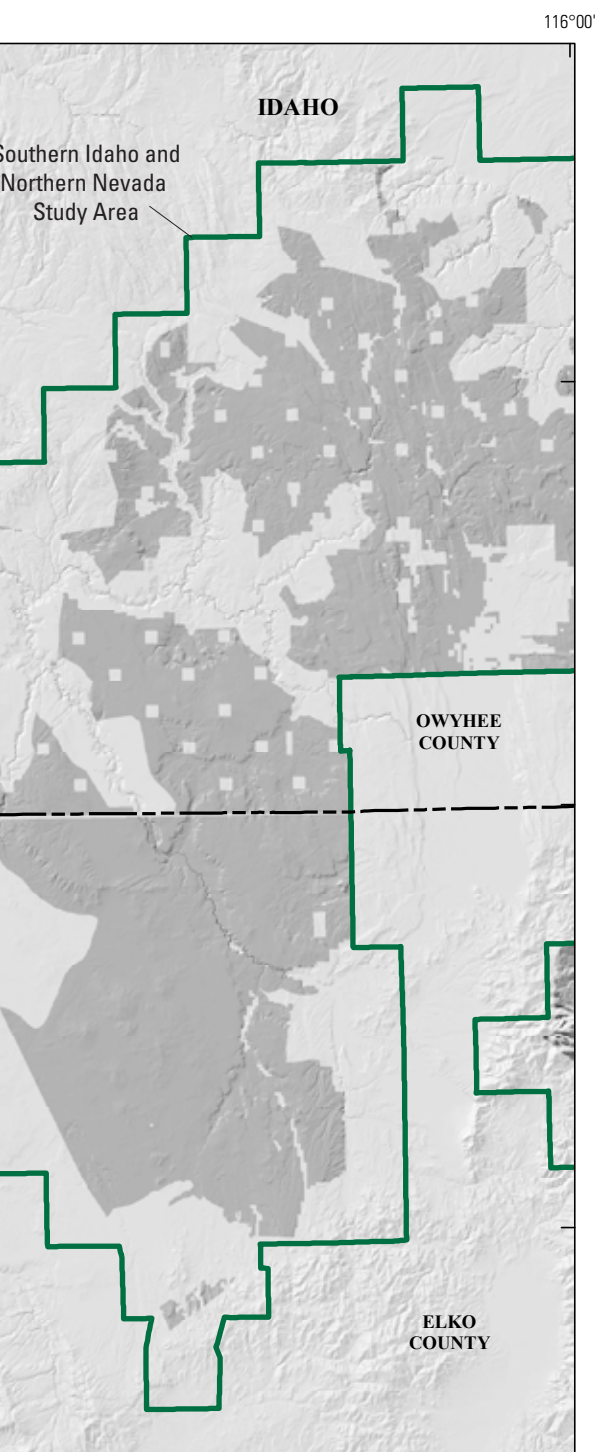 116°00'
IDAHO
Southern Idaho and
Northern Nevada
Study Area
OWYHEE
COUNTY
ELKO
COUNTY